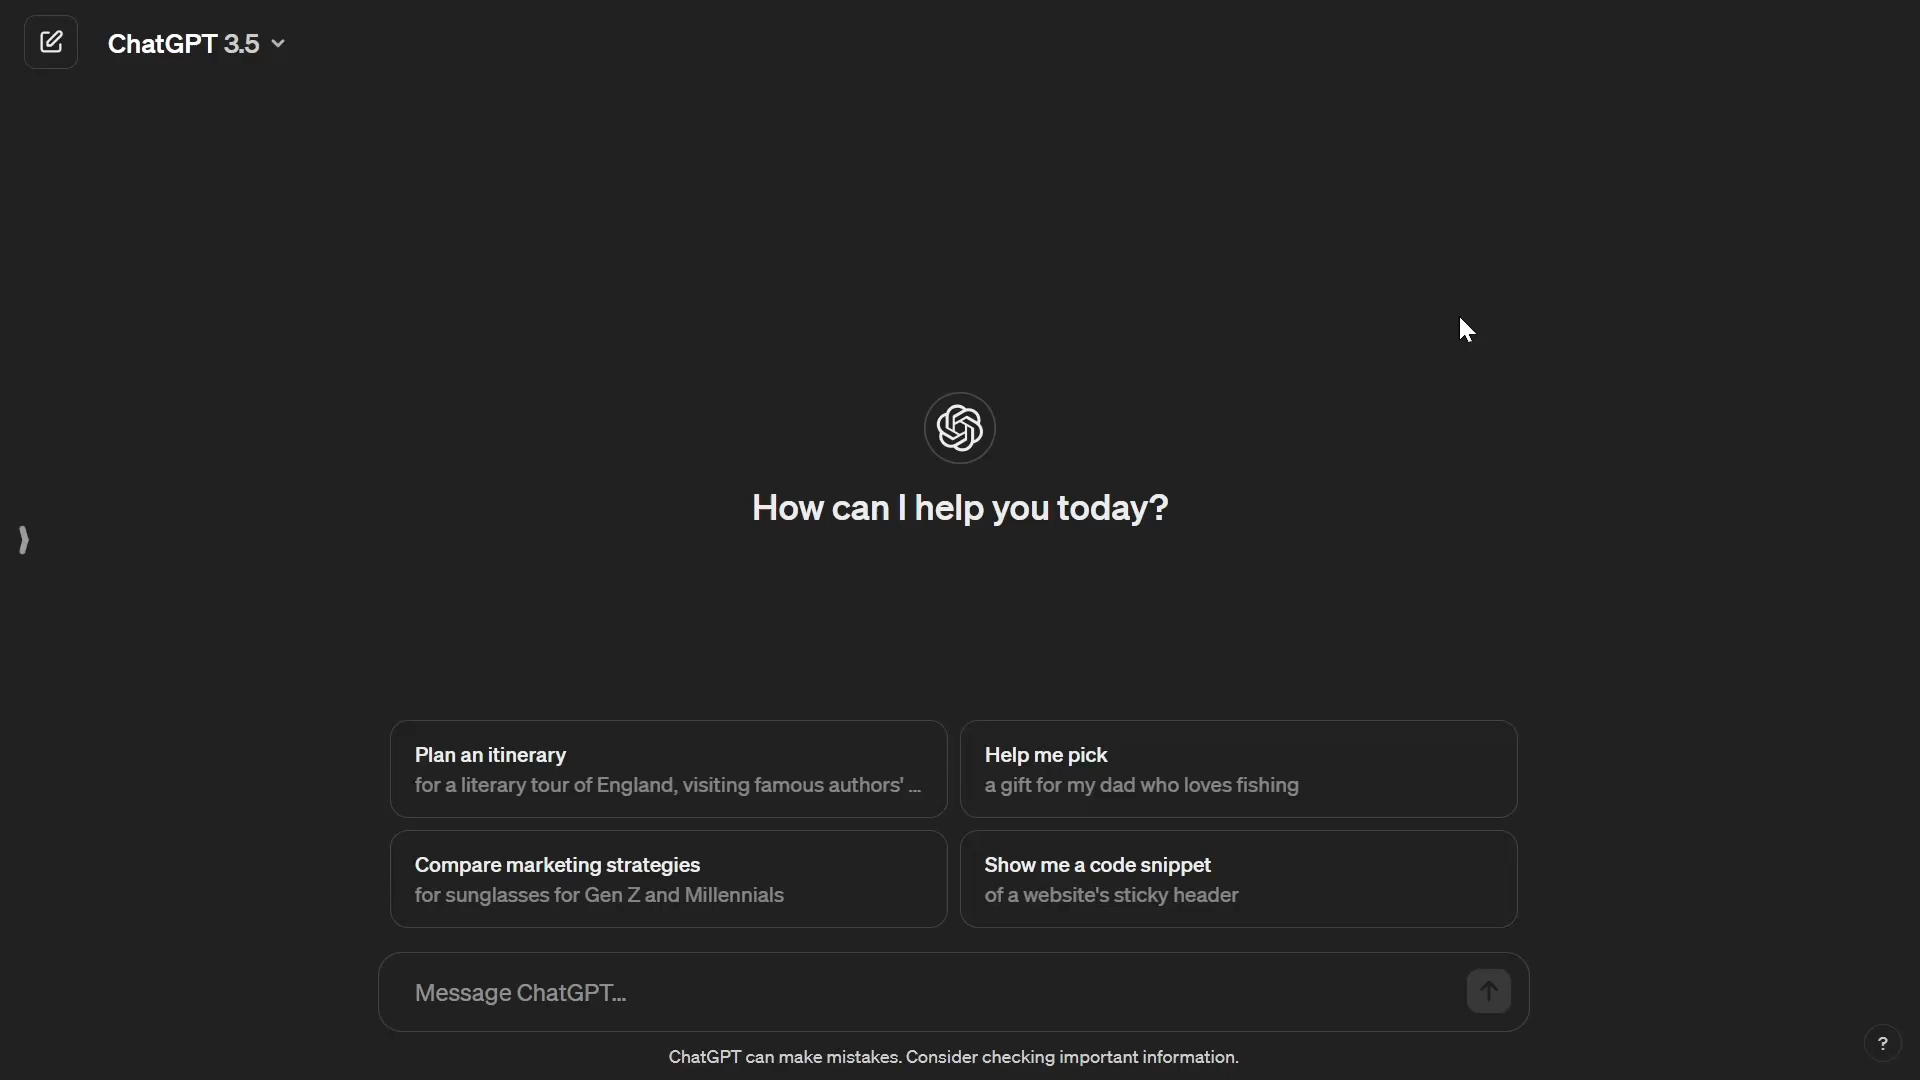 ChatGPT 3.5
How can I help you today?
Plan an itinerary
for a literary tour of England, visiting famous authors' ...
Help me pick
a gift for my dad who loves fishing
Compare marketing strategies
for sunglasses for Gen Z and Millennials
Show me a code snippet
of a website's sticky header
Message ChatGPT...
ChatGPT can make mistakes. Consider checking important information.
?